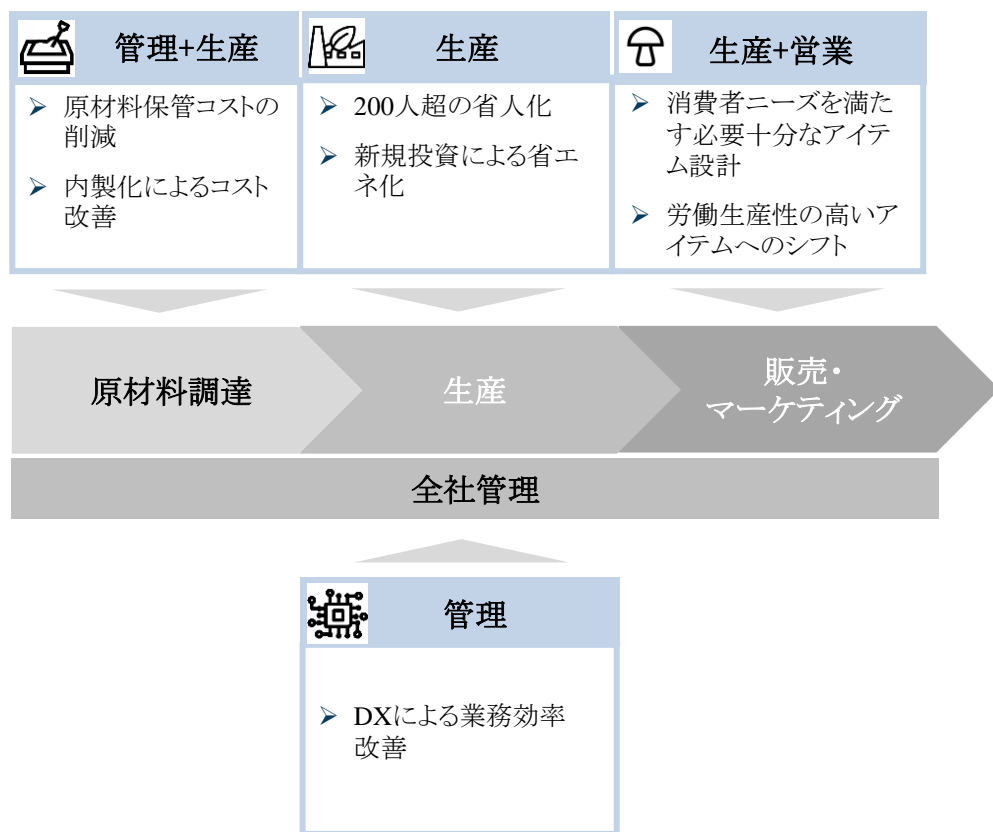 管理+生産
➢ 原材料保管コストの
削減
➢ 内製化によるコスト
改善
生産
➢ 200人超の省人化
➢ 新規投資による省エ
ネ化
生産+営業
➢ 消費者ニーズを満た
す必要十分なアイテ
ム設計
➢ 労働生産性の高いア
イテムへのシフト
原材料調達
生産
販売・
マーケティング
全社管理
管理
➢ DXによる業務効率
改善